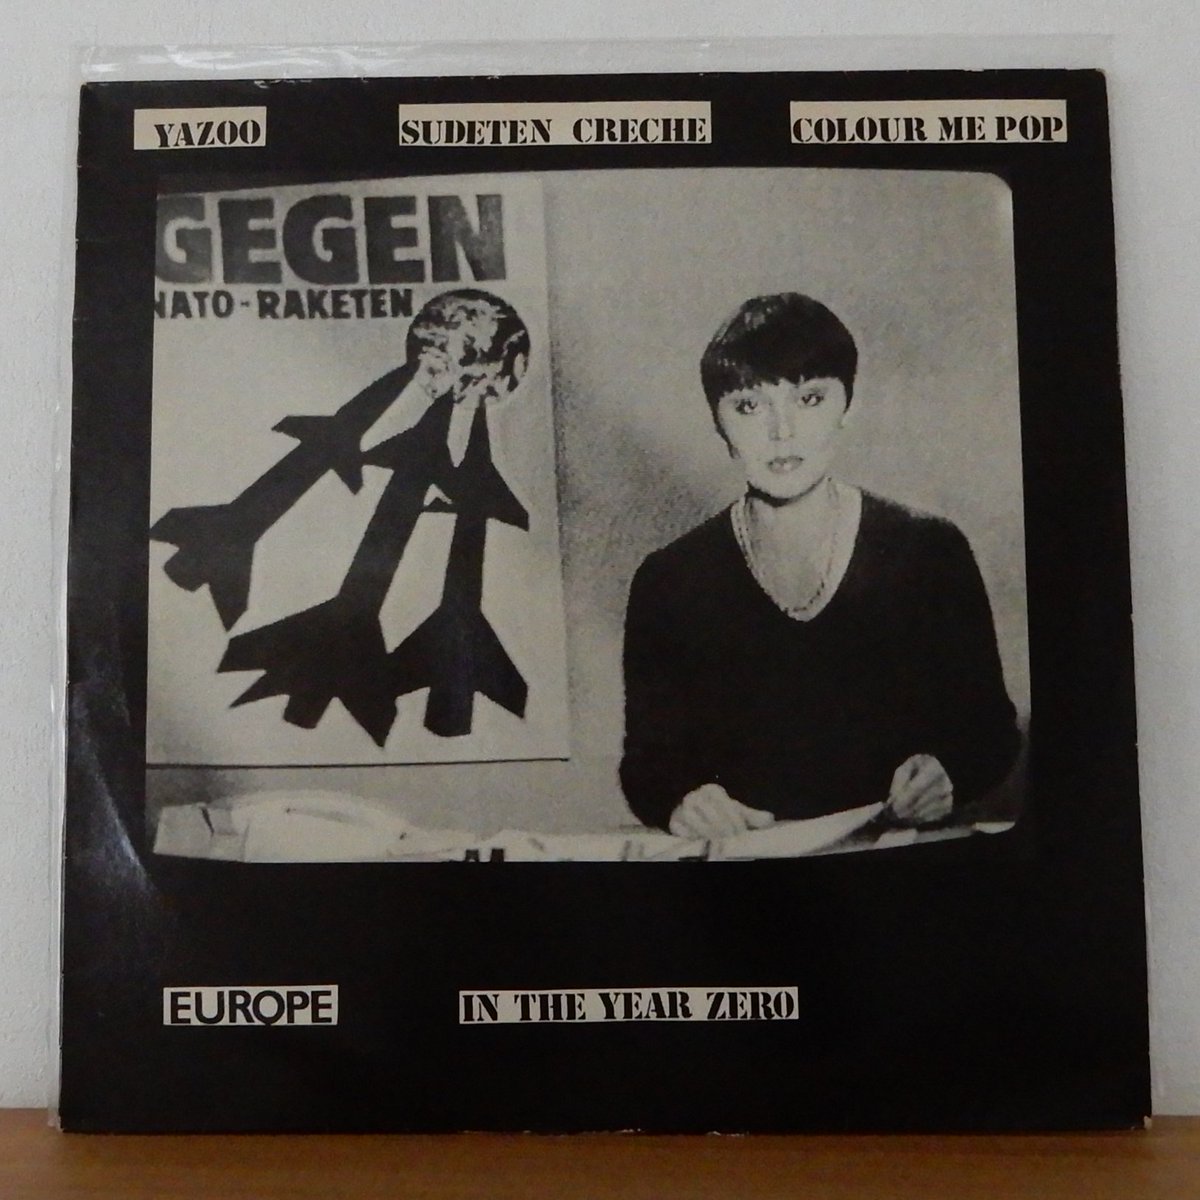 YAZOO
SUDETEN CRECHE
COLOUR ME POP
GEGEN
NATO-RAKETEN
EUROPE
IN THE YEAR ZERO